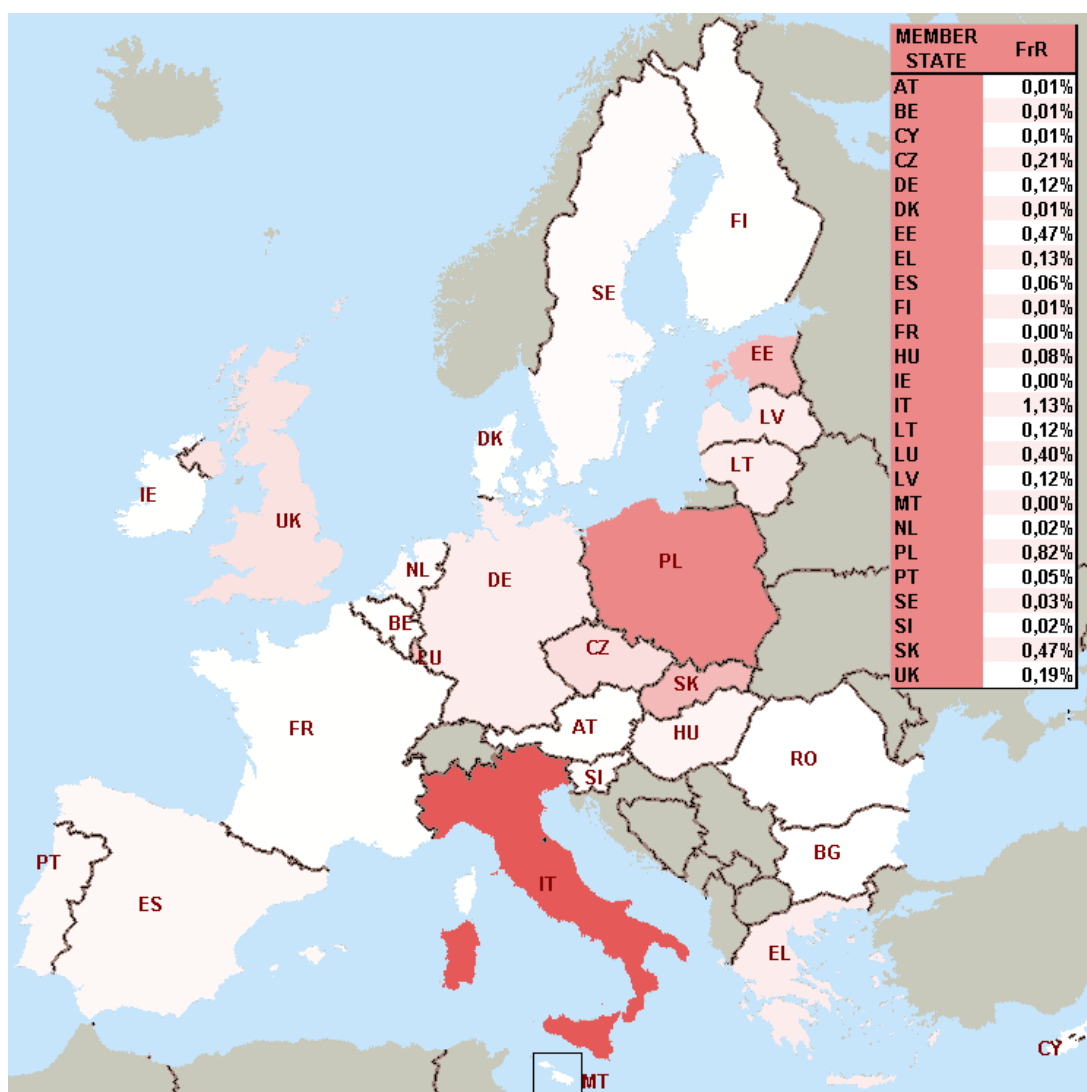 MEMBER STATE FrR
AT 0,01%
BE 0,01%
CY 0,01%
CZ 0,21%
DE 0,12%
DK 0,01%
EE 0,47%
EL 0,13%
ES 0,06%
FI 0,01%
FR 0,00%
HU 0,08%
IE 0,00%
IT 1,13%
LT 0,12%
LU 0,40%
LV 0,12%
MT 0,00%
NL 0,02%
PL 0,82%
PT 0,05%
SE 0,03%
SI 0,02%
SK 0,47%
UK 0,19%
FI
SE
EE
LV
DK
LT
IE
UK
PL
NL
DE
BE
CZ
LU
SK
FR
AT
HU
RO
SI
BG
PT
IT
ES
EL
CY
MT